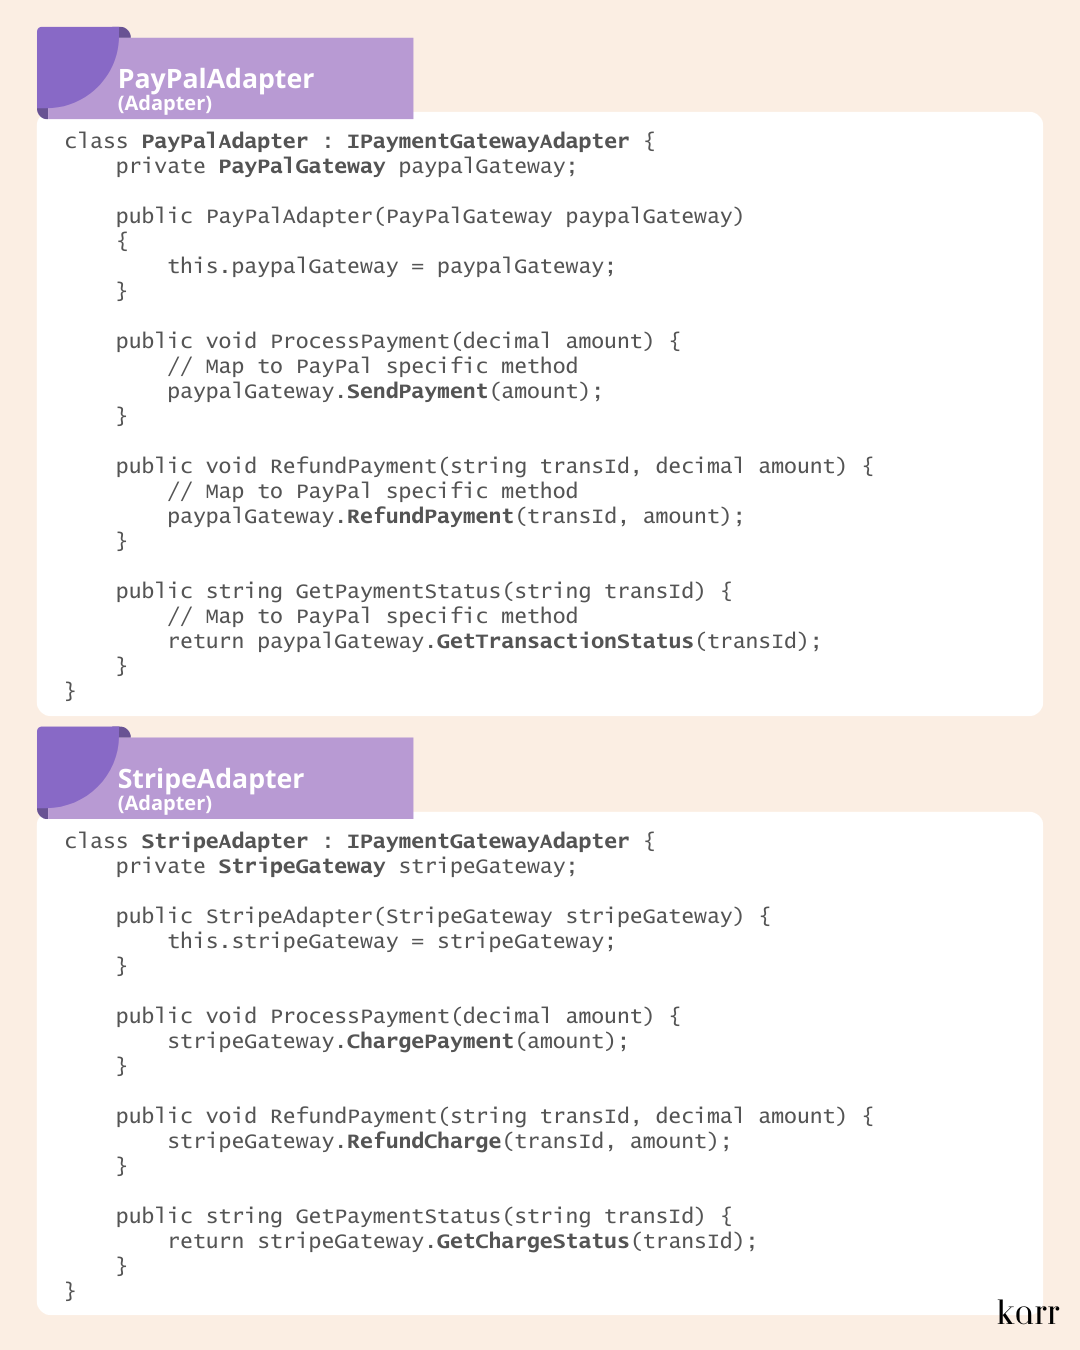 PayPalAdapter
(Adapter)
class PayPalAdapter : IPaymentGatewayAdapter {
    private PayPalGateway paypalGateway;

    public PayPalAdapter(PayPalGateway paypalGateway)
    {
        this.paypalGateway = paypalGateway;
    }

    public void ProcessPayment(decimal amount) {
        // Map to PayPal specific method
        paypalGateway.SendPayment(amount);
    }

    public void RefundPayment(string transId, decimal amount) {
        // Map to PayPal specific method
        paypalGateway.RefundPayment(transId, amount);
    }

    public string GetPaymentStatus(string transId) {
        // Map to PayPal specific method
        return paypalGateway.GetTransactionStatus(transId);
    }
}
StripeAdapter
(Adapter)
class StripeAdapter : IPaymentGatewayAdapter {
    private StripeGateway stripeGateway;

    public StripeAdapter(StripeGateway stripeGateway) {
        this.stripeGateway = stripeGateway;
    }

    public void ProcessPayment(decimal amount) {
        stripeGateway.ChargePayment(amount);
    }

    public void RefundPayment(string transId, decimal amount) {
        stripeGateway.RefundCharge(transId, amount);
    }

    public string GetPaymentStatus(string transId) {
        return stripeGateway.GetChargeStatus(transId);
    }
}
karr